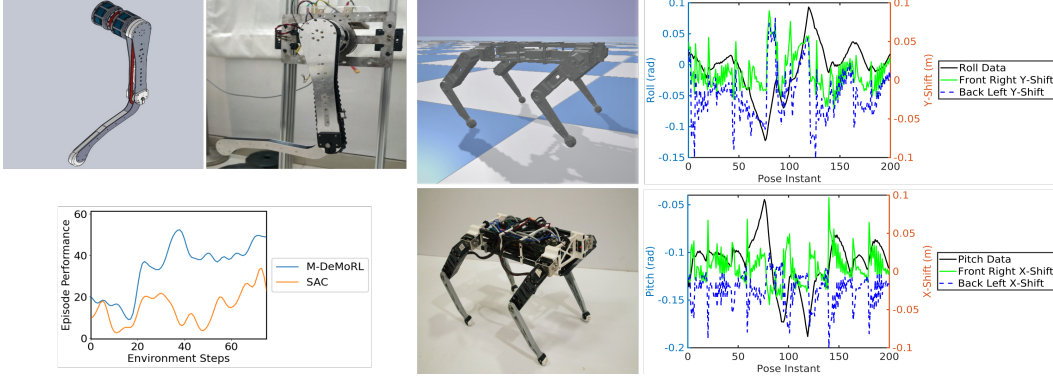 0.1
0.05
0
-0.05
-0.1
-0.15
Roll (rad)
0.1
0.05
0
-0.05
-0.1
Y-Shift (m)
0 50 100 150 200
Pose Instant
Roll Data
Front Right Y-Shift
Back Left Y-Shift
60
40
20
0
Episode Performance
0 20 40 60
Environment Steps
M-DeMoRL
SAC
-0.05
-0.1
-0.15
-0.2
Pitch (rad)
0.1
0.05
0
-0.05
-0.1
X-Shift (m)
0 50 100 150 200
Pose Instant
Pitch Data
Front Right X-Shift
Back Left X-Shift